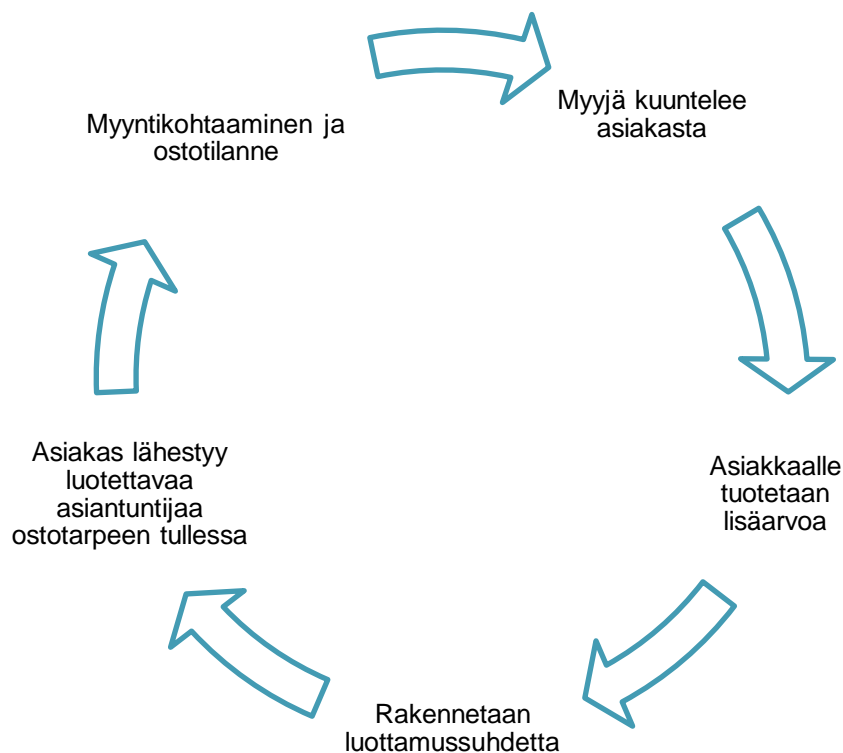 Myyntikohtaaminen ja
ostotilanne
Myyjä kuuntelee
asiakasta
Asiakkaalle
tuotetaan
lisäarvoa
Rakennetaan
luottamussuhdetta
Asiakas lähestyy
luotettavaa
asiantuntijaa
ostotarpeen tullessa